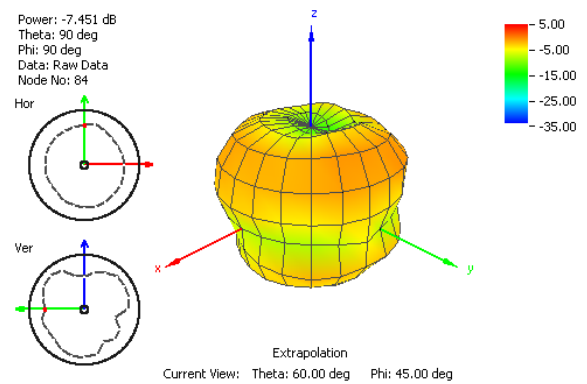 Power: -7.451 dB
Theta: 90 deg
Phi: 90 deg
Data: Raw Data
Node No: 84
Hor
Ver
z
x
y
5.00
-5.00
-15.00
-25.00
-35.00
Extrapolation
Current View: Theta: 60.00 deg Phi: 45.00 deg